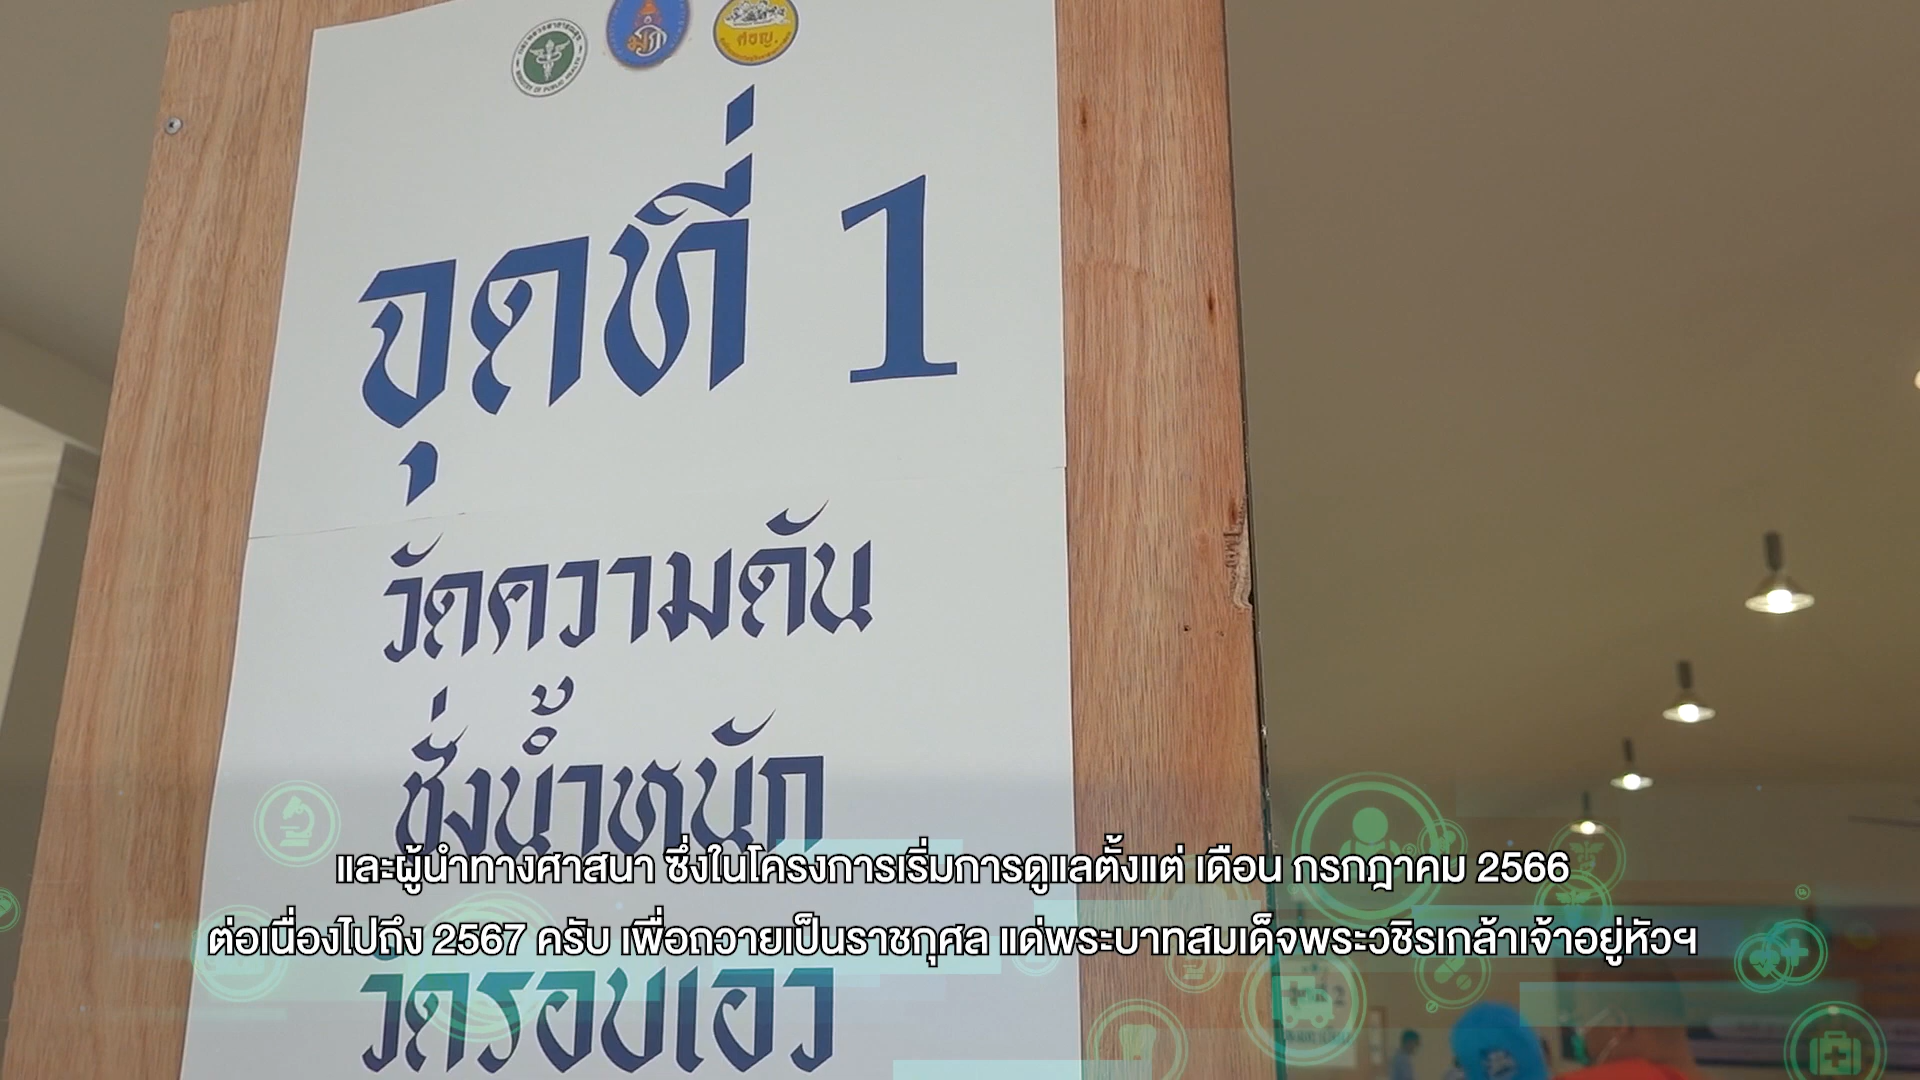 ศอญ.
MINISTRY OF PUBLIC HEALTH
จุดที่ 1
วัดความดัน
ชั่งน้ำหนัก
วัดรอบเอว
และผู้นำทางศาสนา ซึ่งในโครงการเริ่มการดูแลตั้งแต่ เดือน กรกฎาคม 2566
ต่อเนื่องไปถึง 2567 ครับ เพื่อถวายเป็นราชกุศล แด่พระบาทสมเด็จพระวชิรเกล้าเจ้าอยู่หัวฯ